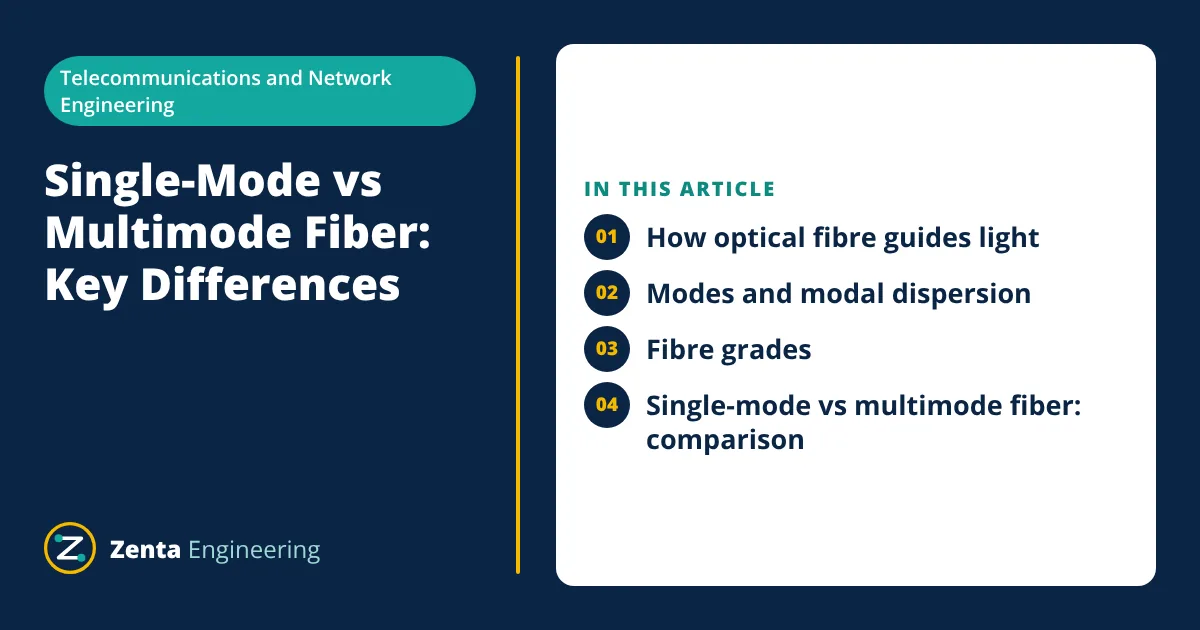 Telecommunications and Network
Engineering
Single-Mode vs
Multimode Fiber:
Key Differences
Zenta Engineering
IN THIS ARTICLE
01 How optical fibre guides light
02 Modes and modal dispersion
03 Fibre grades
04 Single-mode vs multimode fiber:
comparison